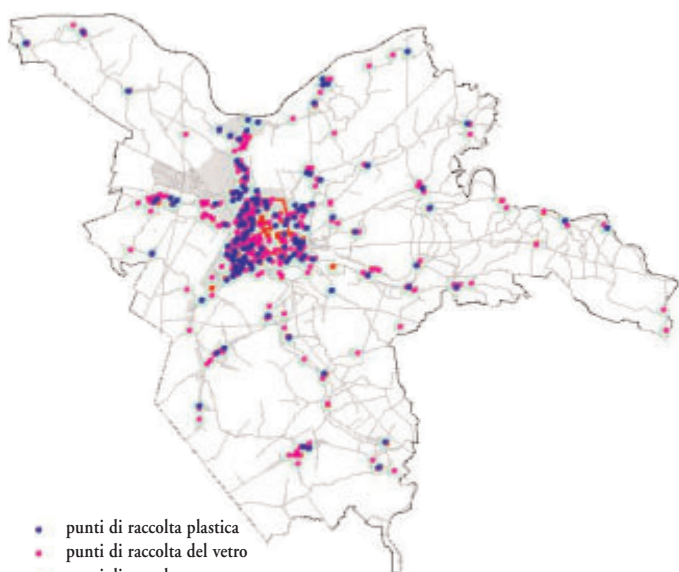 punti di raccolta plastica
punti di raccolta del vetro